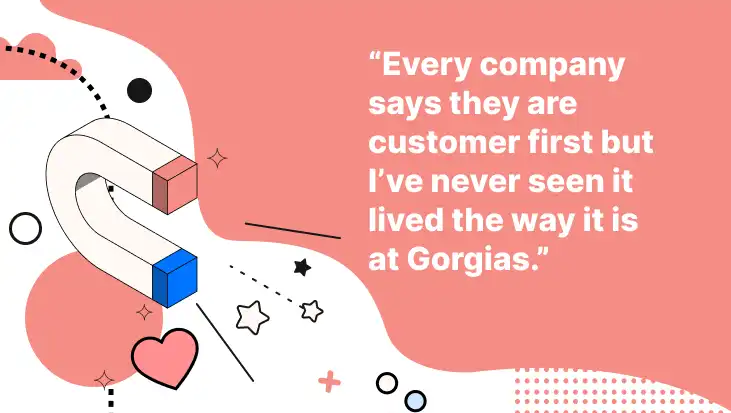 “Every company
says they are
customer first but
I’ve never seen it
lived the way it is
at Gorgias.”